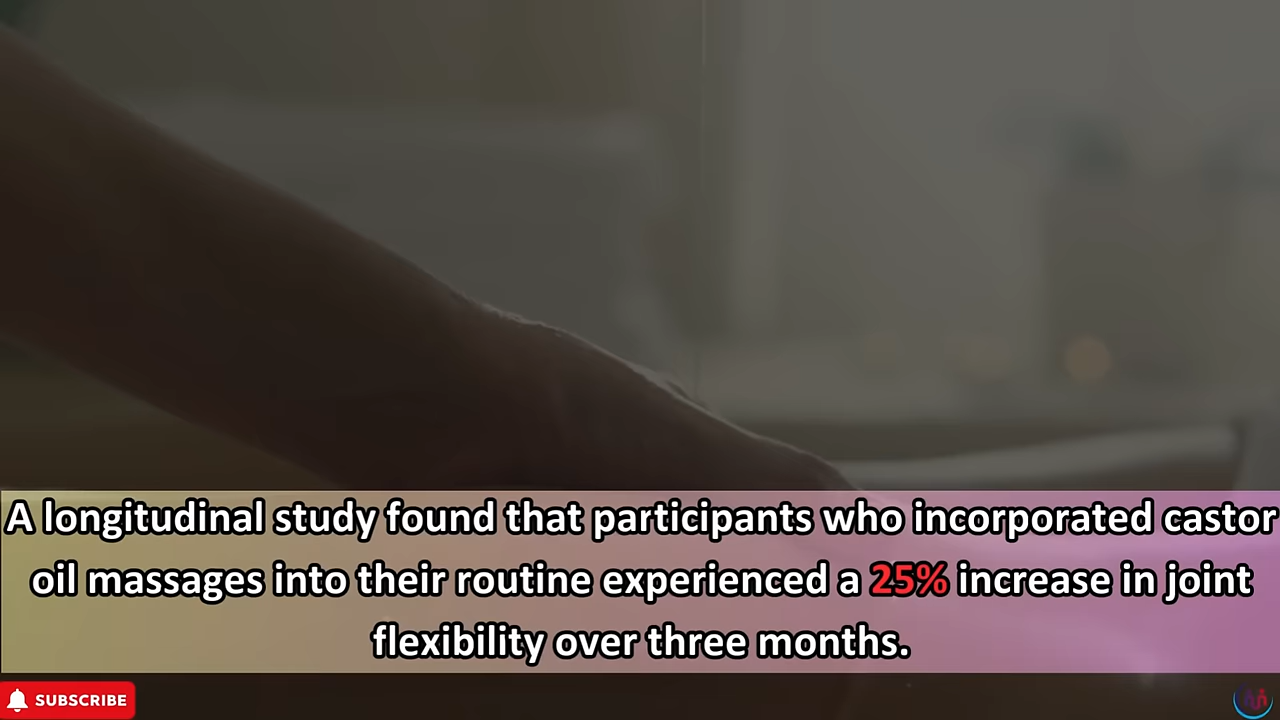 A longitudinal study found that participants who incorporated castor
oil massages into their routine experienced a 25% increase in joint
flexibility over three months.
SUBSCRIBE